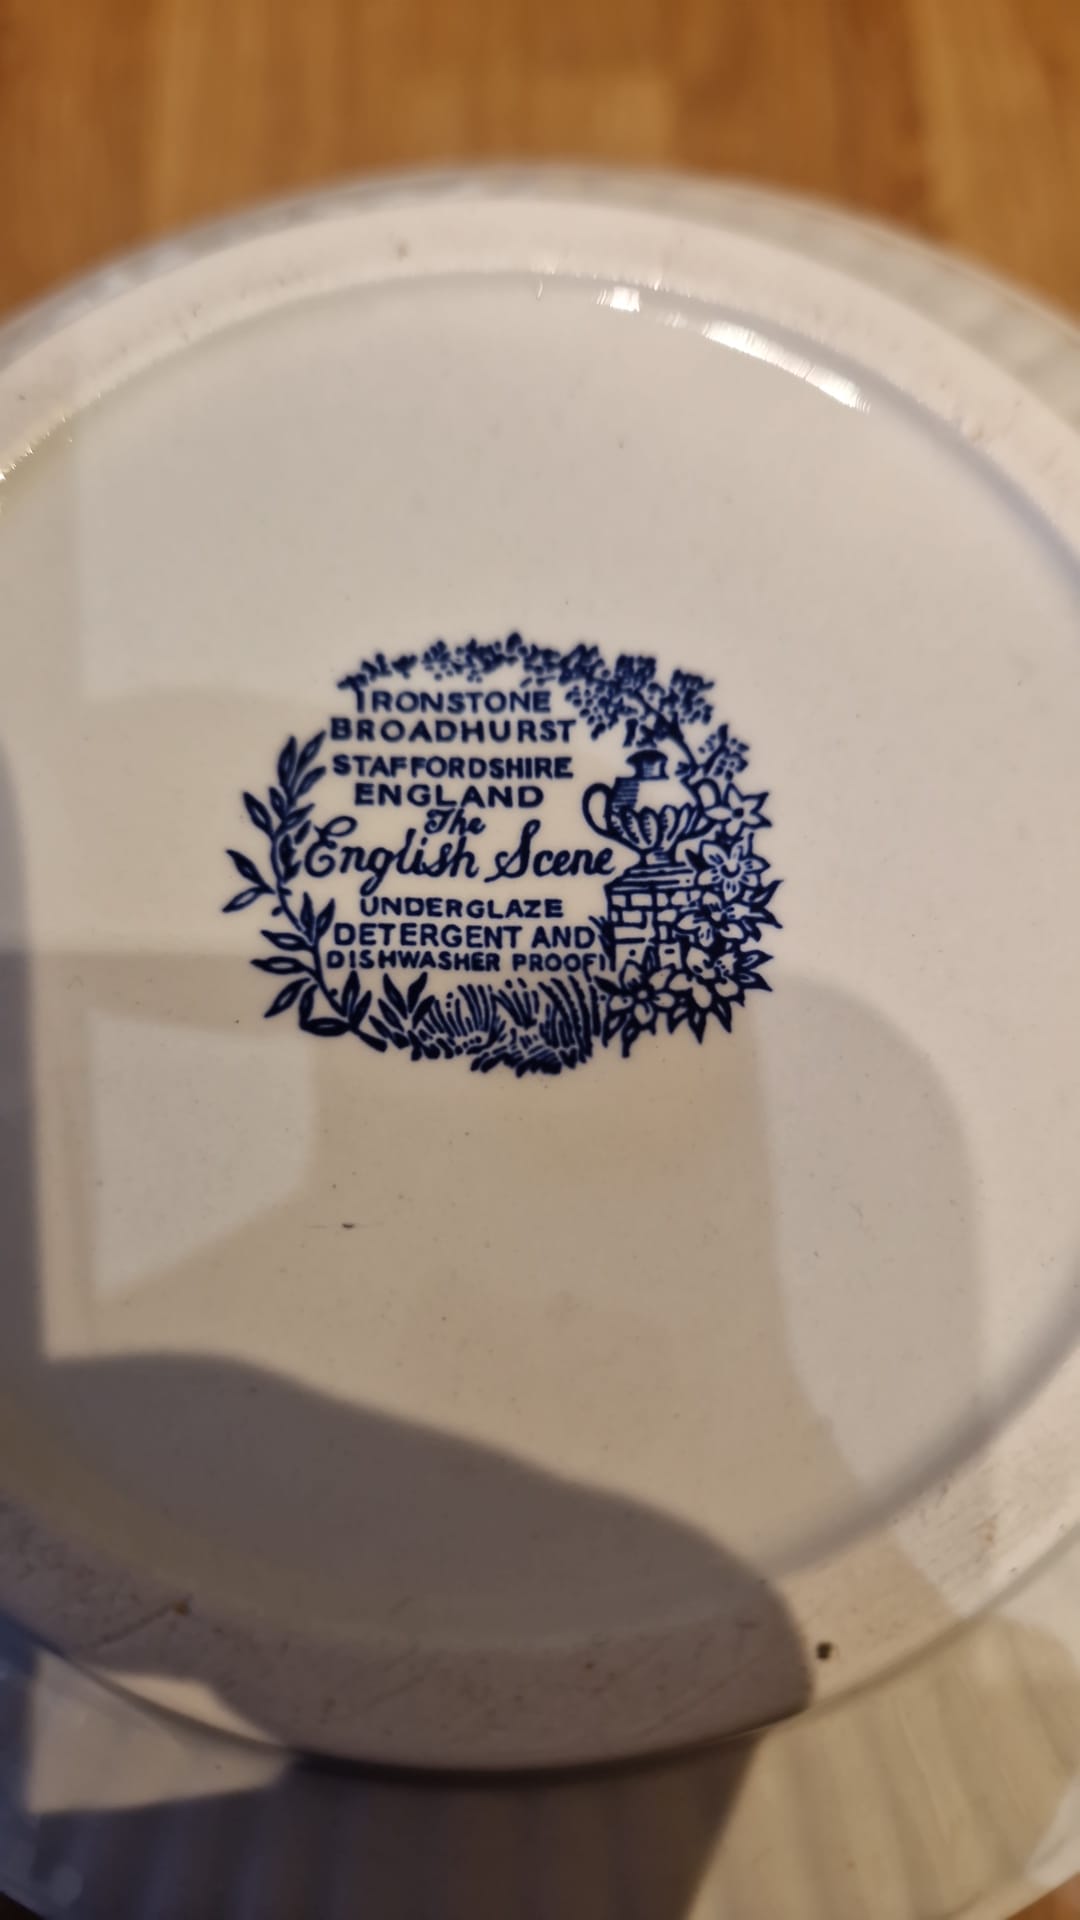 IRONSTONE
BROADHURST
STAFFORDSHIRE
ENGLAND
The
English Scene
UNDERGLAZE
DETERGENT AND
DISHWASHER PROOF